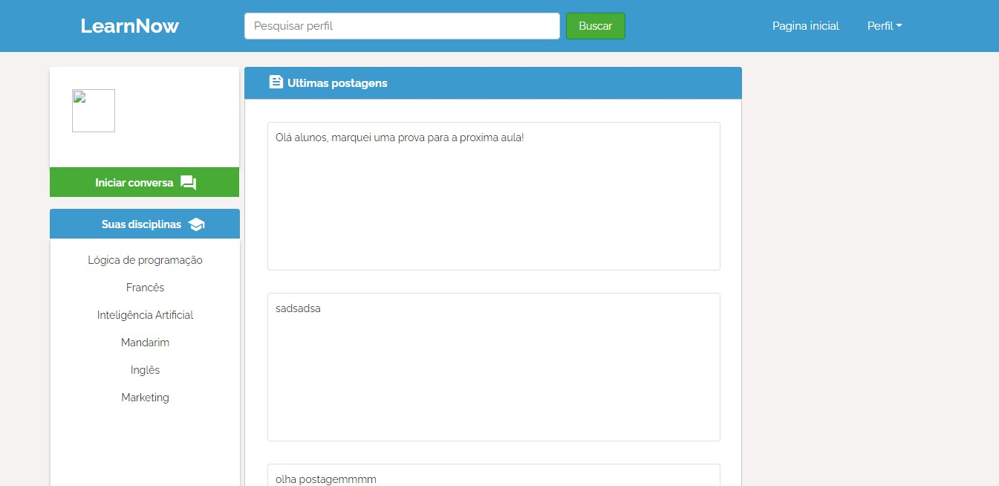 LearnNow
Pesquisar perfil
Buscar
Pagina inicial
Perfil
Iniciar conversa
Suas disciplinas
Lógica de programação
Francês
Inteligência Artificial
Mandarim
Inglês
Marketing
Ultimas postagens
Olá alunos, marquei uma prova para a proxima aula!
sadsadsa
olha postagemmmm